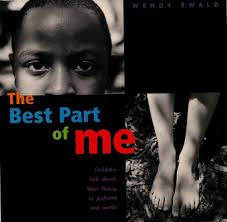 WENDY EWALD
The
Best Part
of me
Children
talk about
their bodies
in pictures
and words